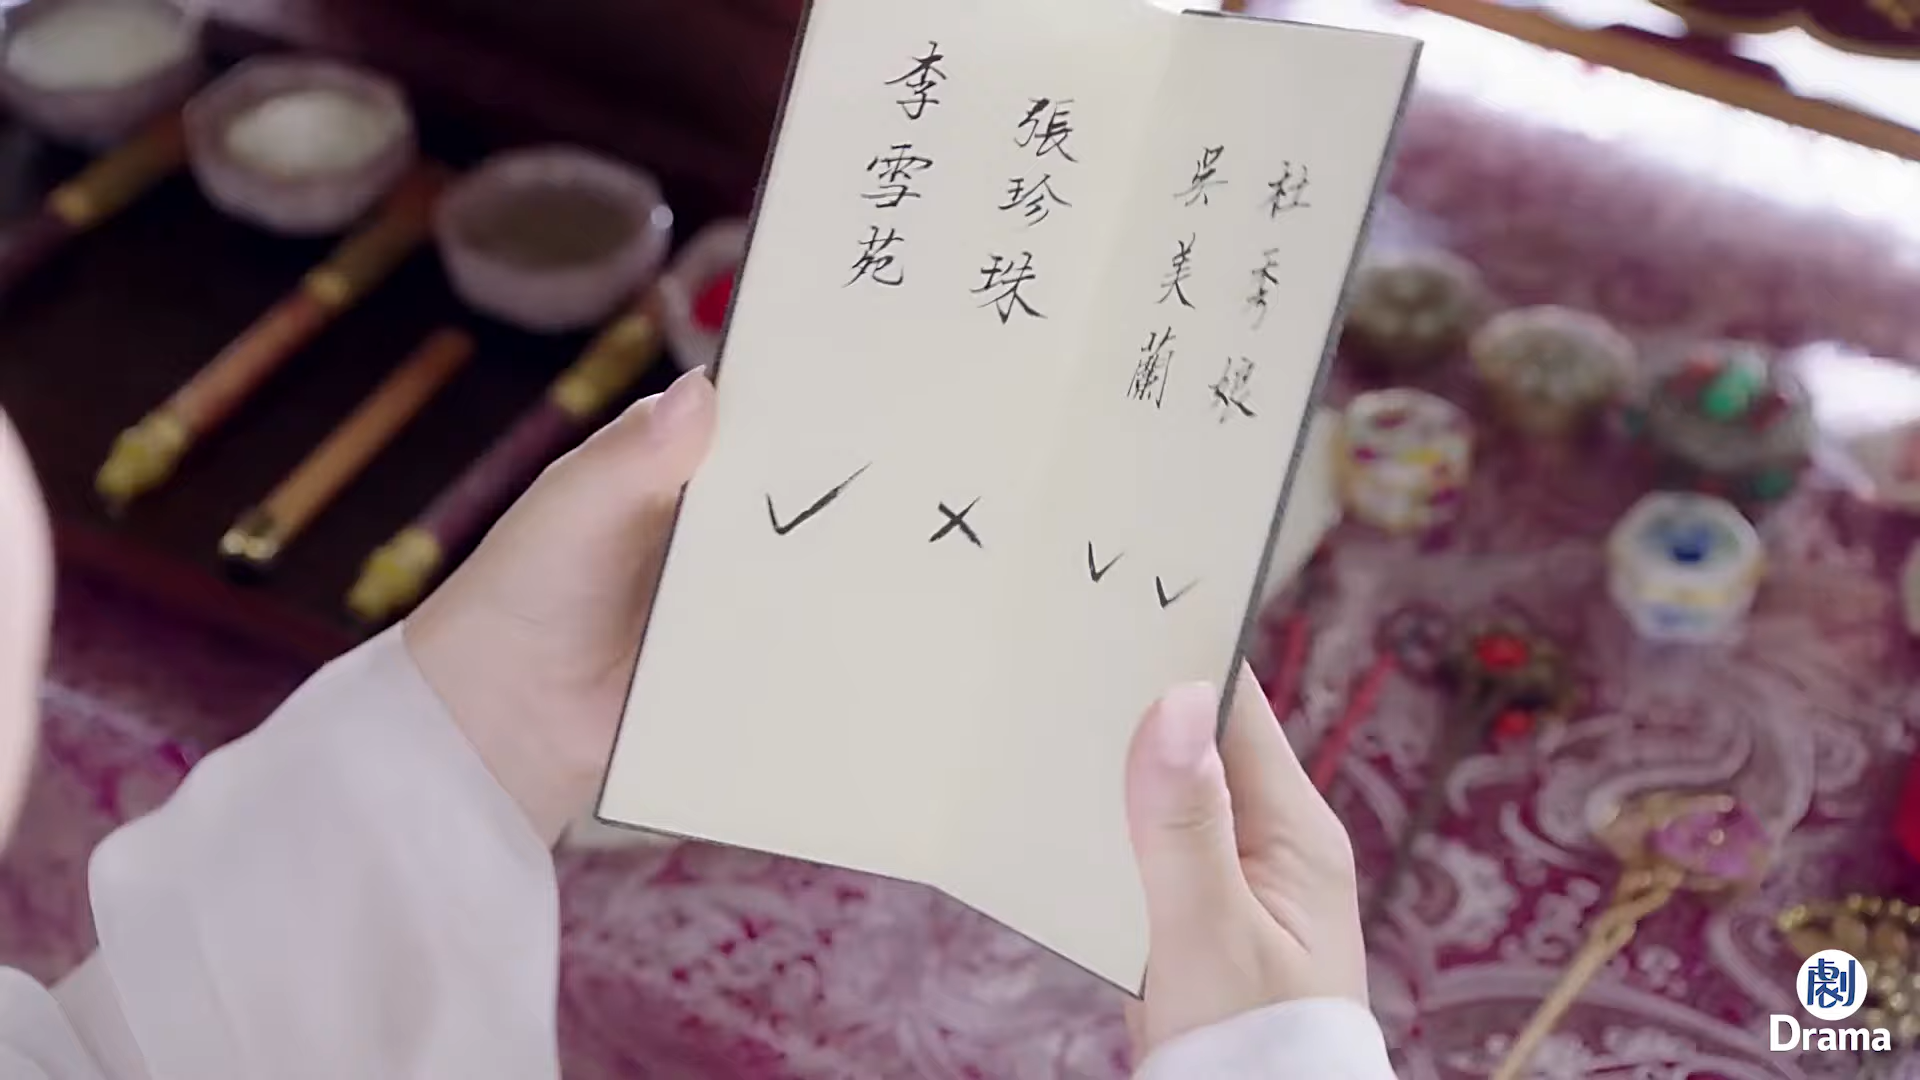 杜秀娘
吳美蘭
張珍珠
李雪苑
✓ ✗ ✓ ✓
劇
Drama